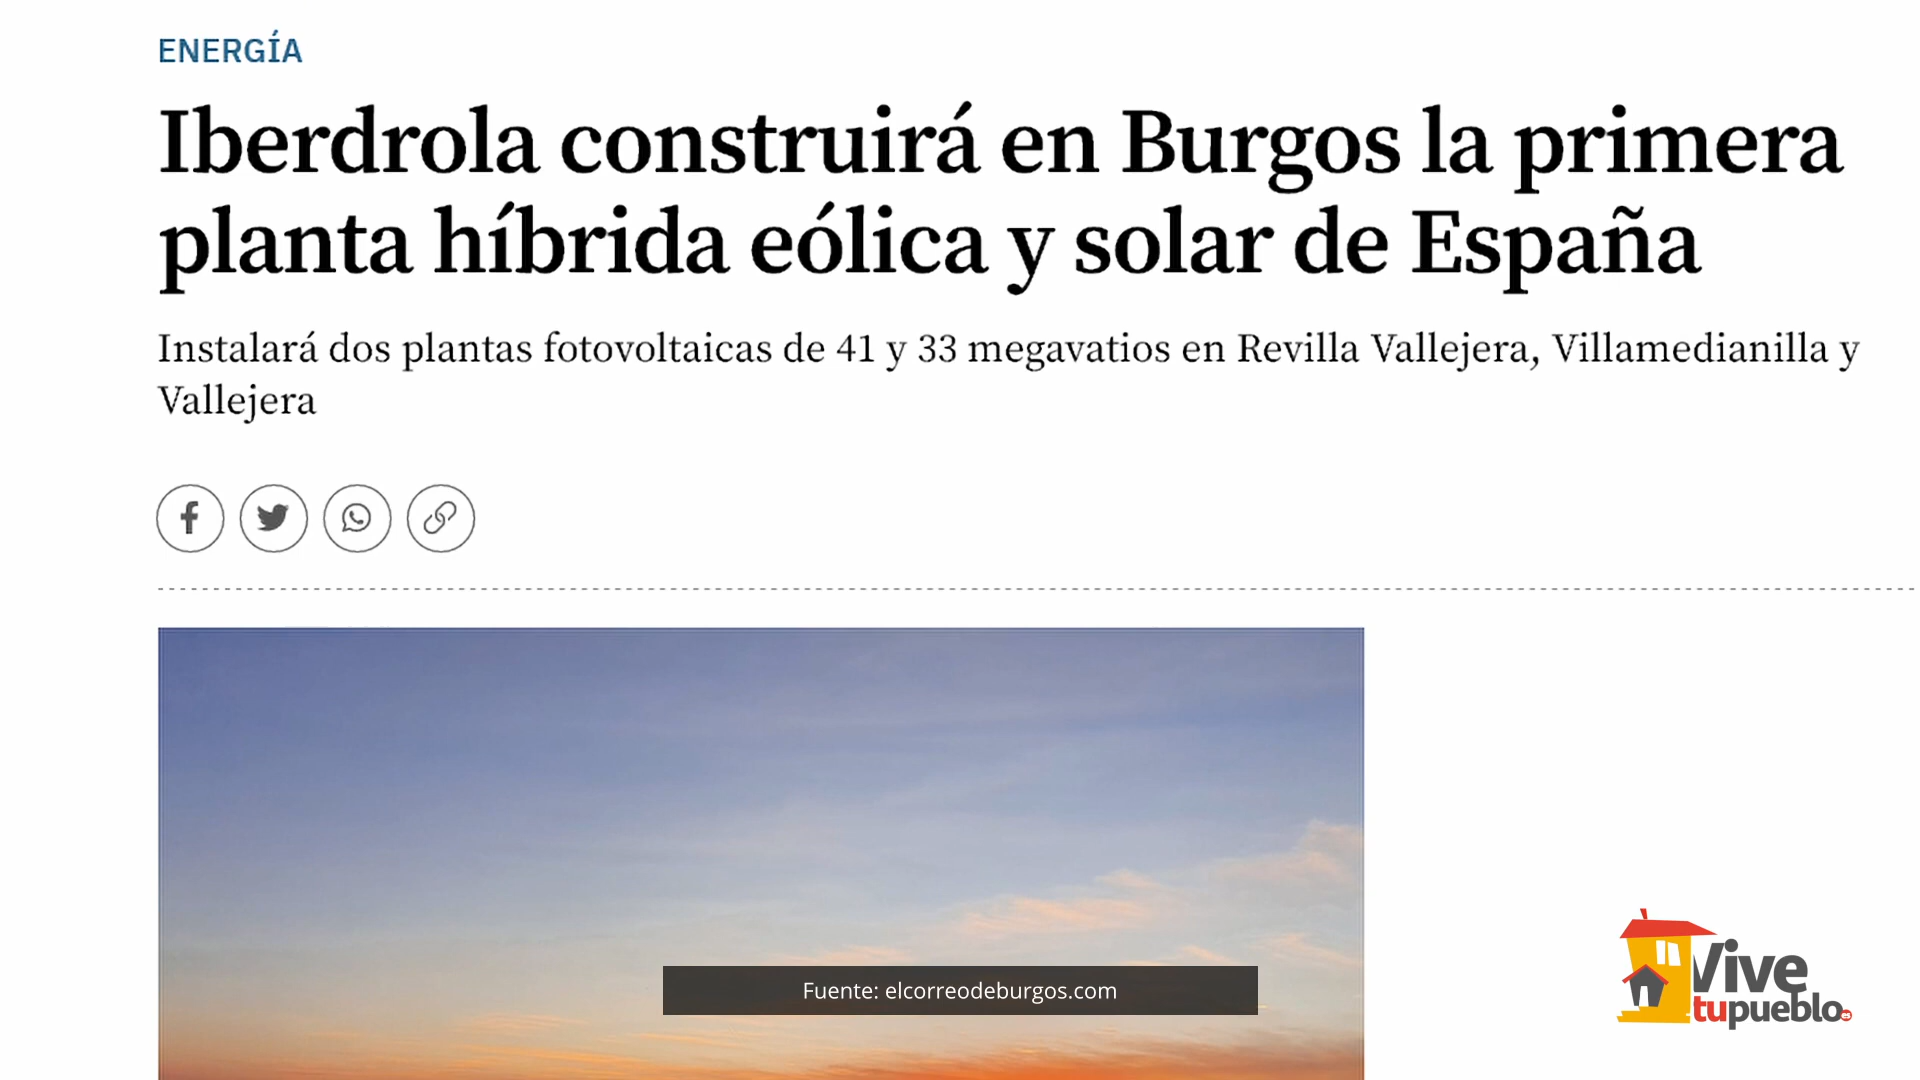 ENERGÍA
Iberdrola construirá en Burgos la primera
planta híbrida eólica y solar de España
Instalará dos plantas fotovoltaicas de 41 y 33 megavatios en Revilla Vallejera, Villamedianilla y
Vallejera
Fuente: elcorreodeburgos.com
Vive
tupueblo